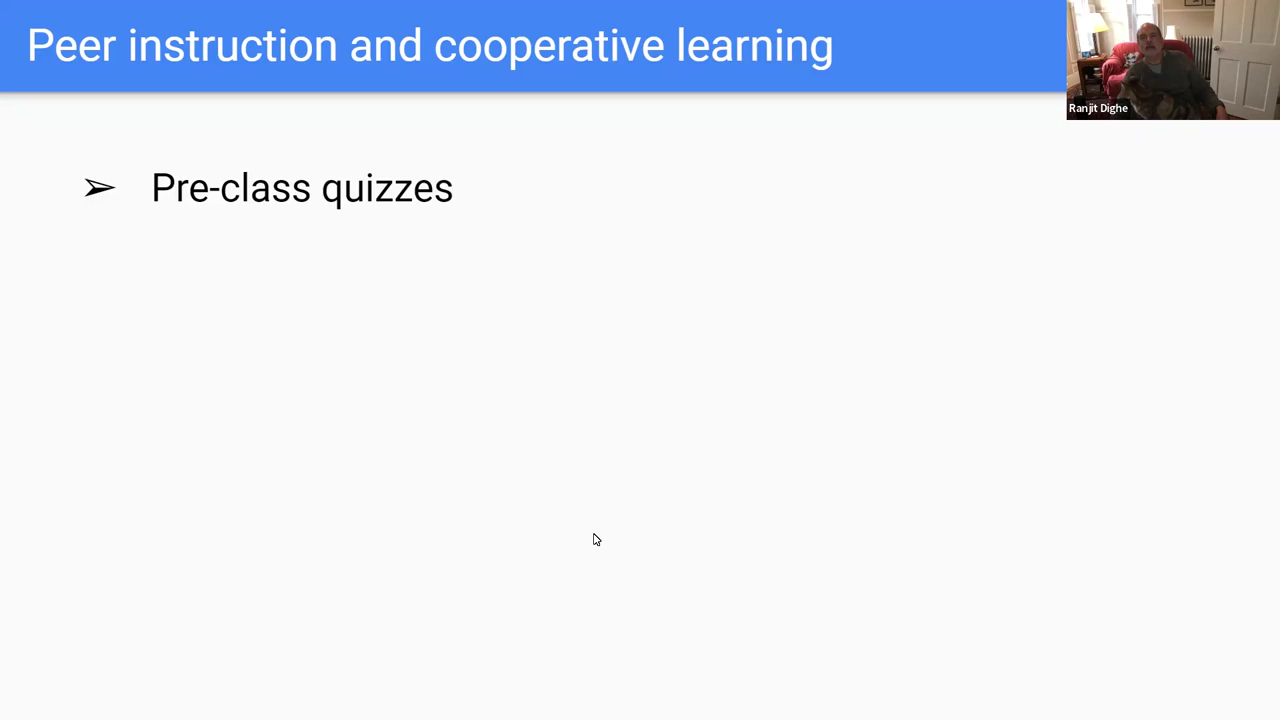 Peer instruction and cooperative learning
Ranjit Dighe
➢ Pre-class quizzes